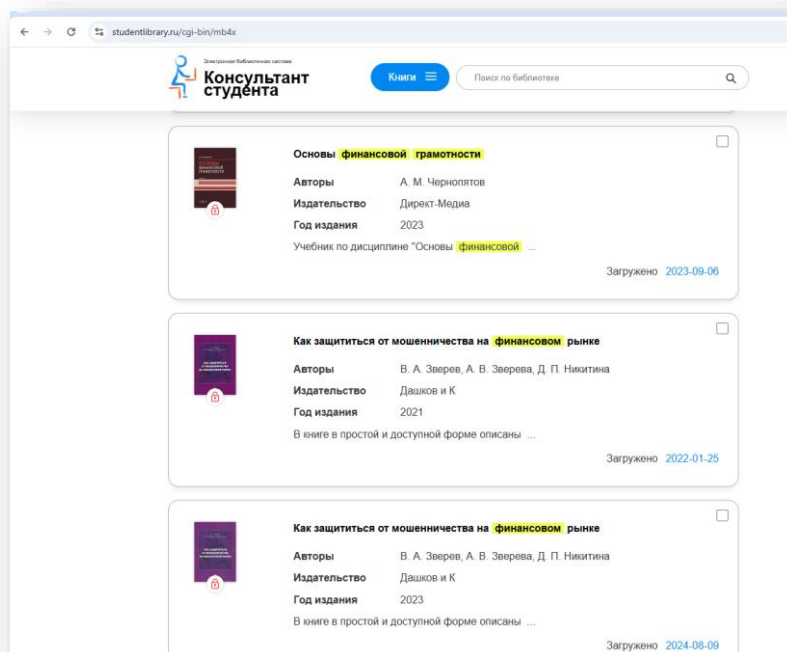 studentlibrary.ru/cgi-bin/mb4x
Электронная библиотечная система
Консультант
студента
Книги
Поиск по библиотеке
Основы финансовой грамотности
Авторы А. М. Чернопятов
Издательство Директ-Медиа
Год издания 2023
Учебник по дисциплине "Основы финансовой ...
Загружено 2023-09-06
Как защититься от мошенничества на финансовом рынке
Авторы В. А. Зверев, А. В. Зверева, Д. П. Никитина
Издательство Дашков и К
Год издания 2021
В книге в простой и доступной форме описаны ...
Загружено 2022-01-25
Как защититься от мошенничества на финансовом рынке
Авторы В. А. Зверев, А. В. Зверева, Д. П. Никитина
Издательство Дашков и К
Год издания 2023
В книге в простой и доступной форме описаны ...
Загружено 2024-08-09